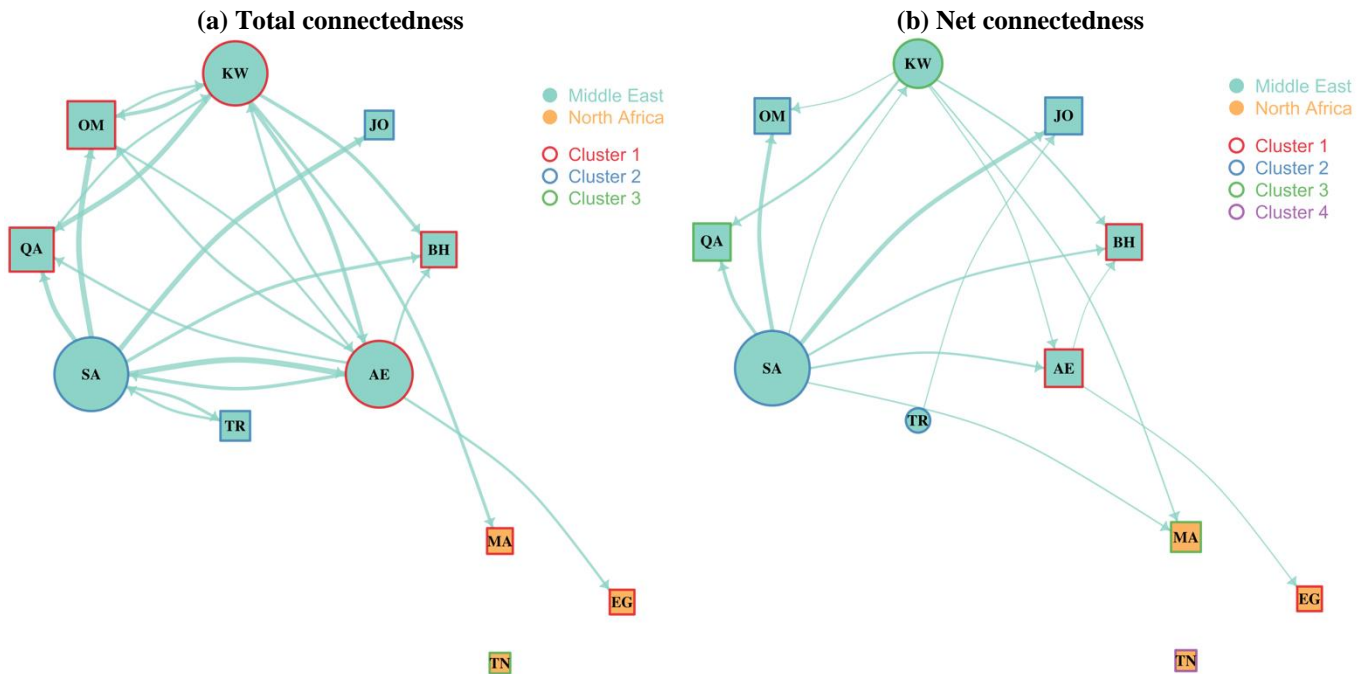 (a) Total connectedness
KW
OM
JO
QA
BH
SA
AE
TR
MA
EG
TN
Middle East
North Africa
Cluster 1
Cluster 2
Cluster 3
(b) Net connectedness
KW
OM
JO
QA
BH
SA
AE
TR
MA
EG
TN
Middle East
North Africa
Cluster 1
Cluster 2
Cluster 3
Cluster 4